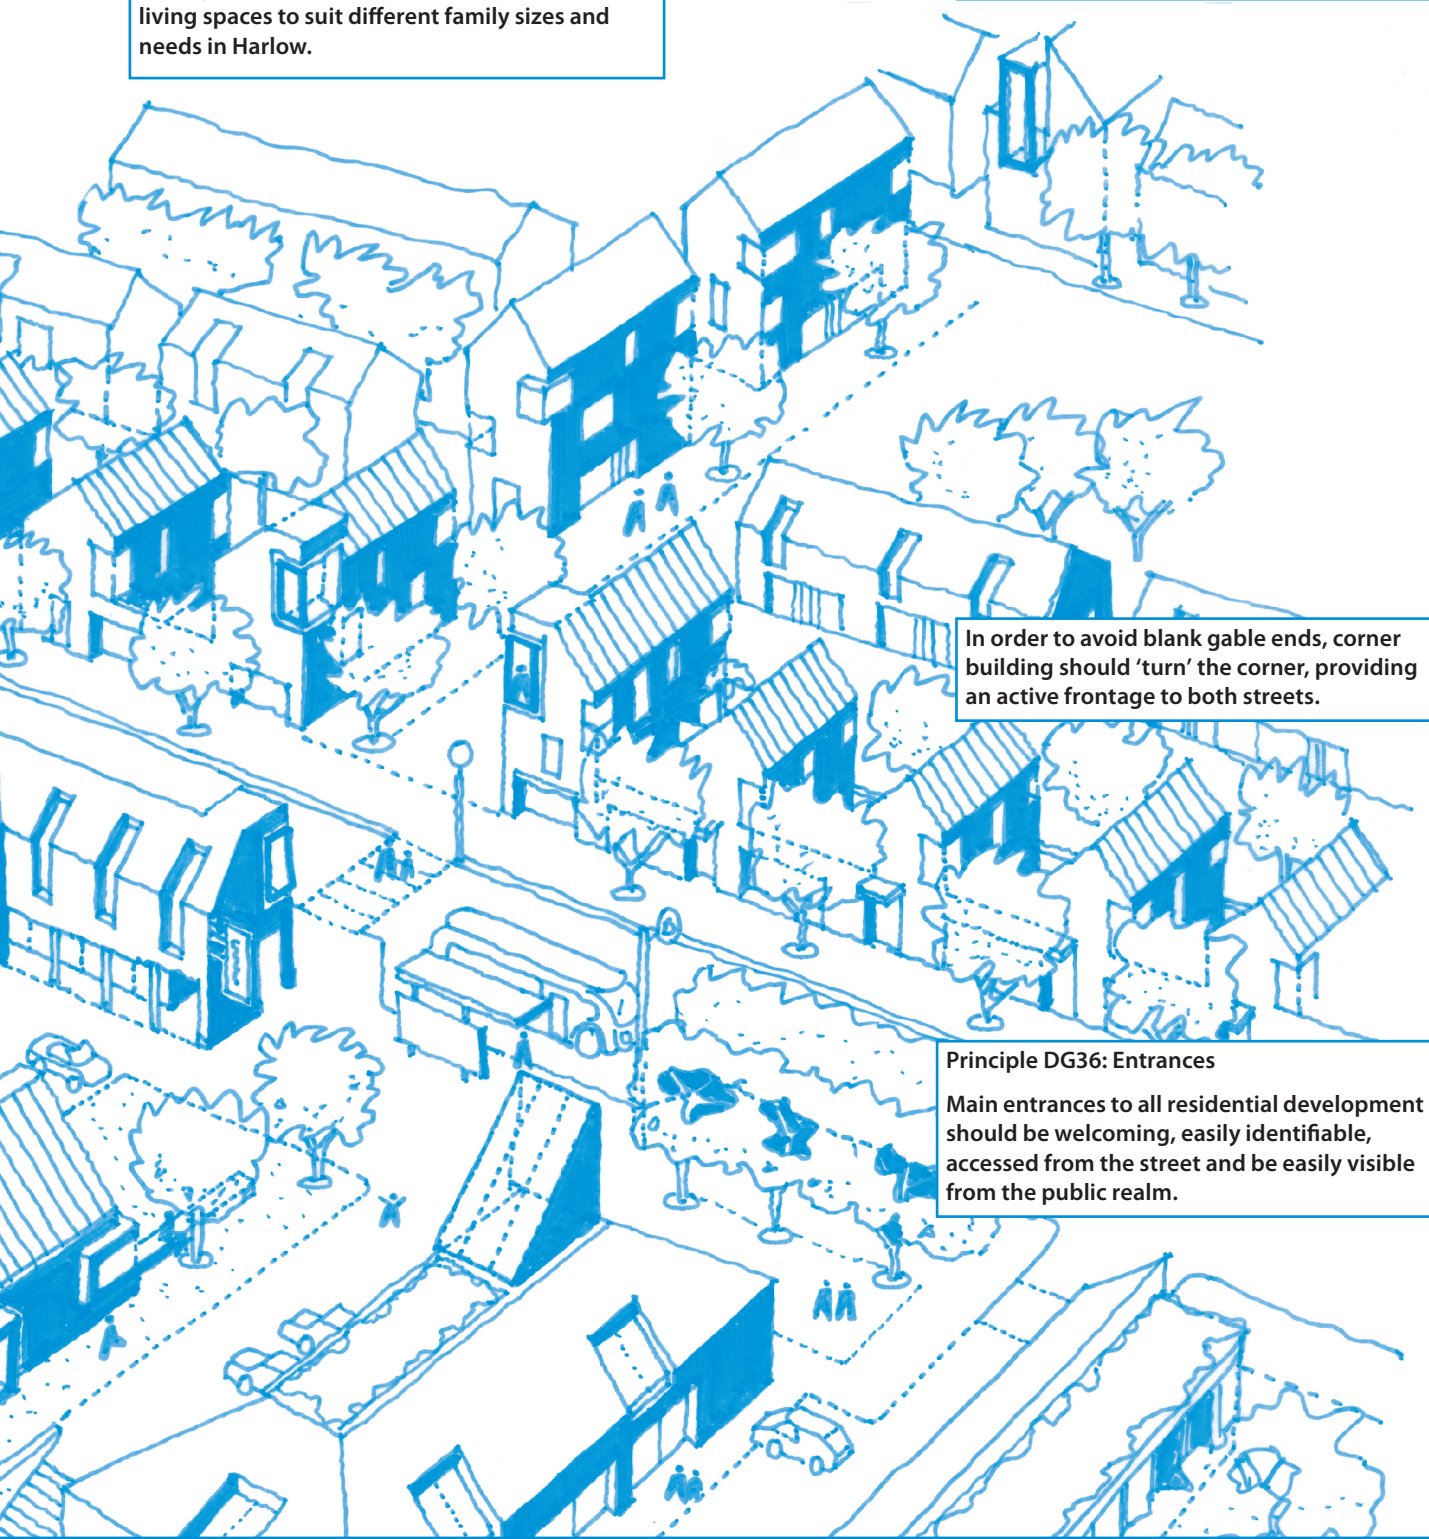 living spaces to suit different family sizes and
needs in Harlow.
In order to avoid blank gable ends, corner
building should ‘turn’ the corner, providing
an active frontage to both streets.
Principle DG36: Entrances
Main entrances to all residential development
should be welcoming, easily identifiable,
accessed from the street and be easily visible
from the public realm.